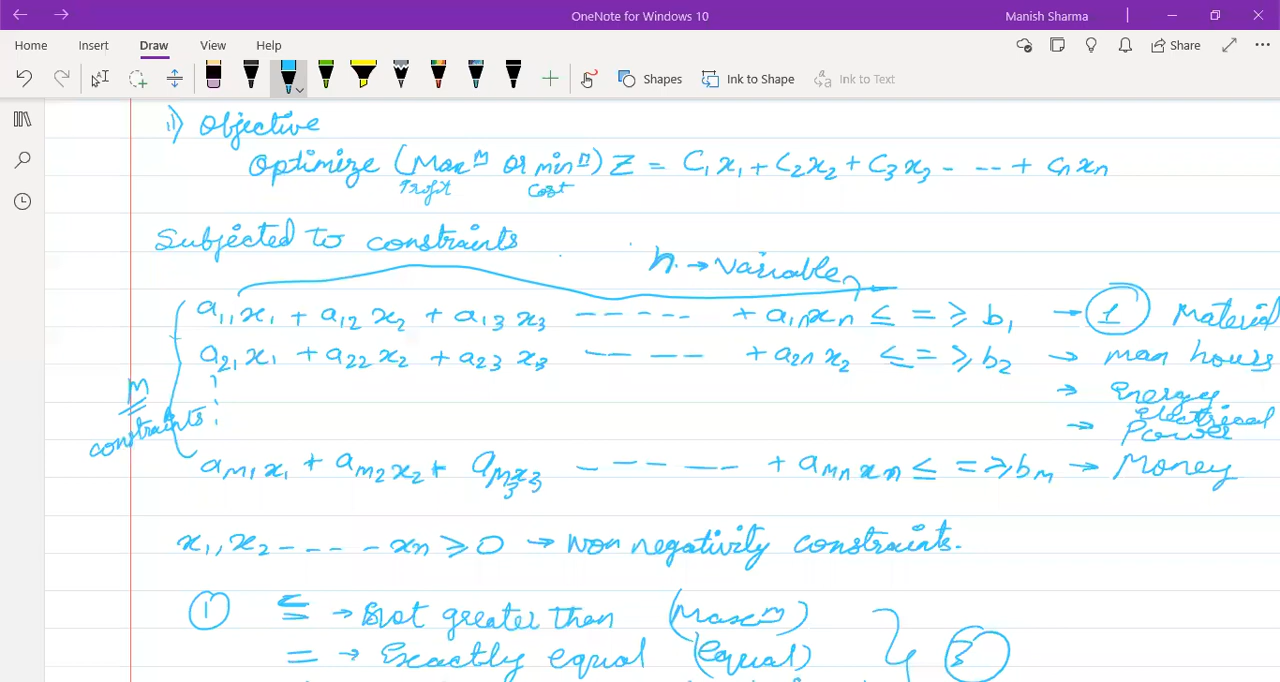 OneNote for Windows 10
Manish Sharma
Home Insert Draw View Help
Share
Shapes Ink to Shape Ink to Text
1) Objective
Optimize (Maxᵐ or minᵐ) Z = C₁x₁ + C₂x₂ + C₃x₃ - -- + Cnxn
Profit Cost
Subjected to constraints
n → Variable
a₁₁x₁ + a₁₂x₂ + a₁₃x₃ ----- + a₁nxn ≤ = ≥ b₁ → 1 Material
a₂₁x₁ + a₂₂x₂ + a₂₃x₃ -- -- -- + a₂nx₂ ≤ = ≥ b₂ → man hours
→ Energy
Electrical
→ Power
M
constraints
aM₁x₁ + aM₂x₂ + aM₃x₃ ----- + aMnxn ≤ = ≥ bM → Money
x₁, x₂ ----- xn ≥ 0 → Non negativity constraints.
① ≤ → Not greater then (Maxᵐ)
= → Exactly equal (equal) 3